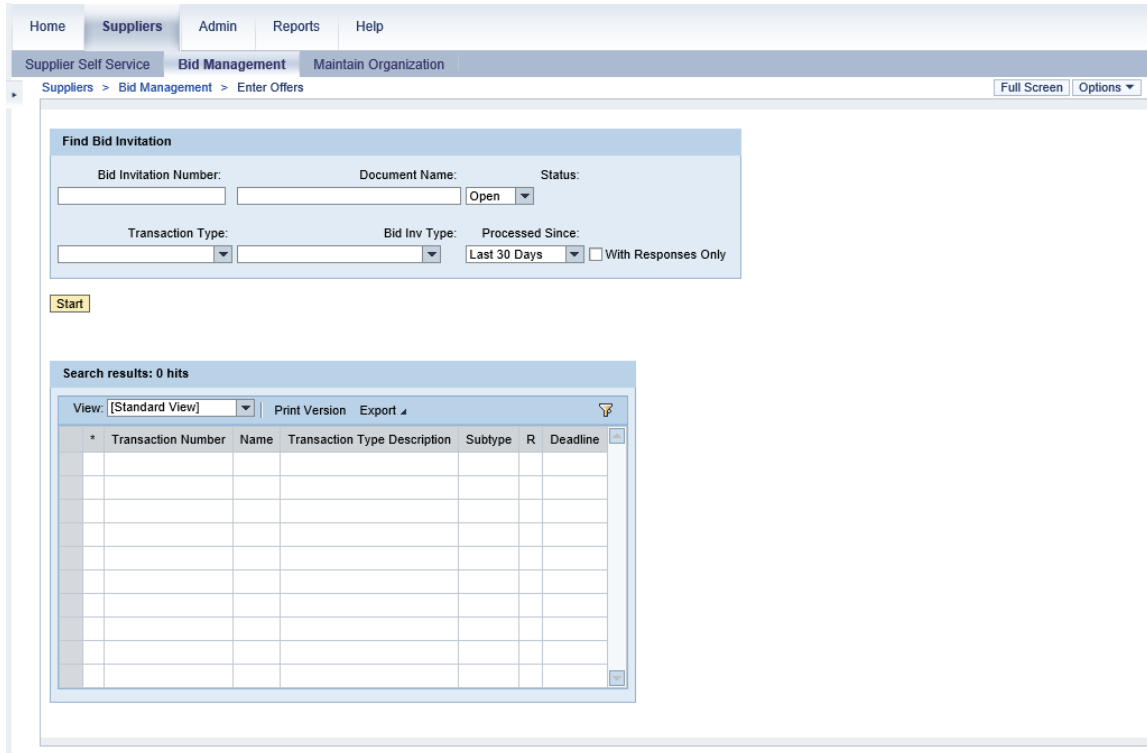 Home Suppliers Admin Reports Help
Supplier Self Service Bid Management Maintain Organization
Suppliers > Bid Management > Enter Offers Full Screen Options
Find Bid Invitation
Bid Invitation Number: Document Name: Status:
Open
Transaction Type: Bid Inv Type: Processed Since:
Last 30 Days With Responses Only
Start
Search results: 0 hits
View: [Standard View] Print Version Export
* Transaction Number Name Transaction Type Description Subtype R Deadline